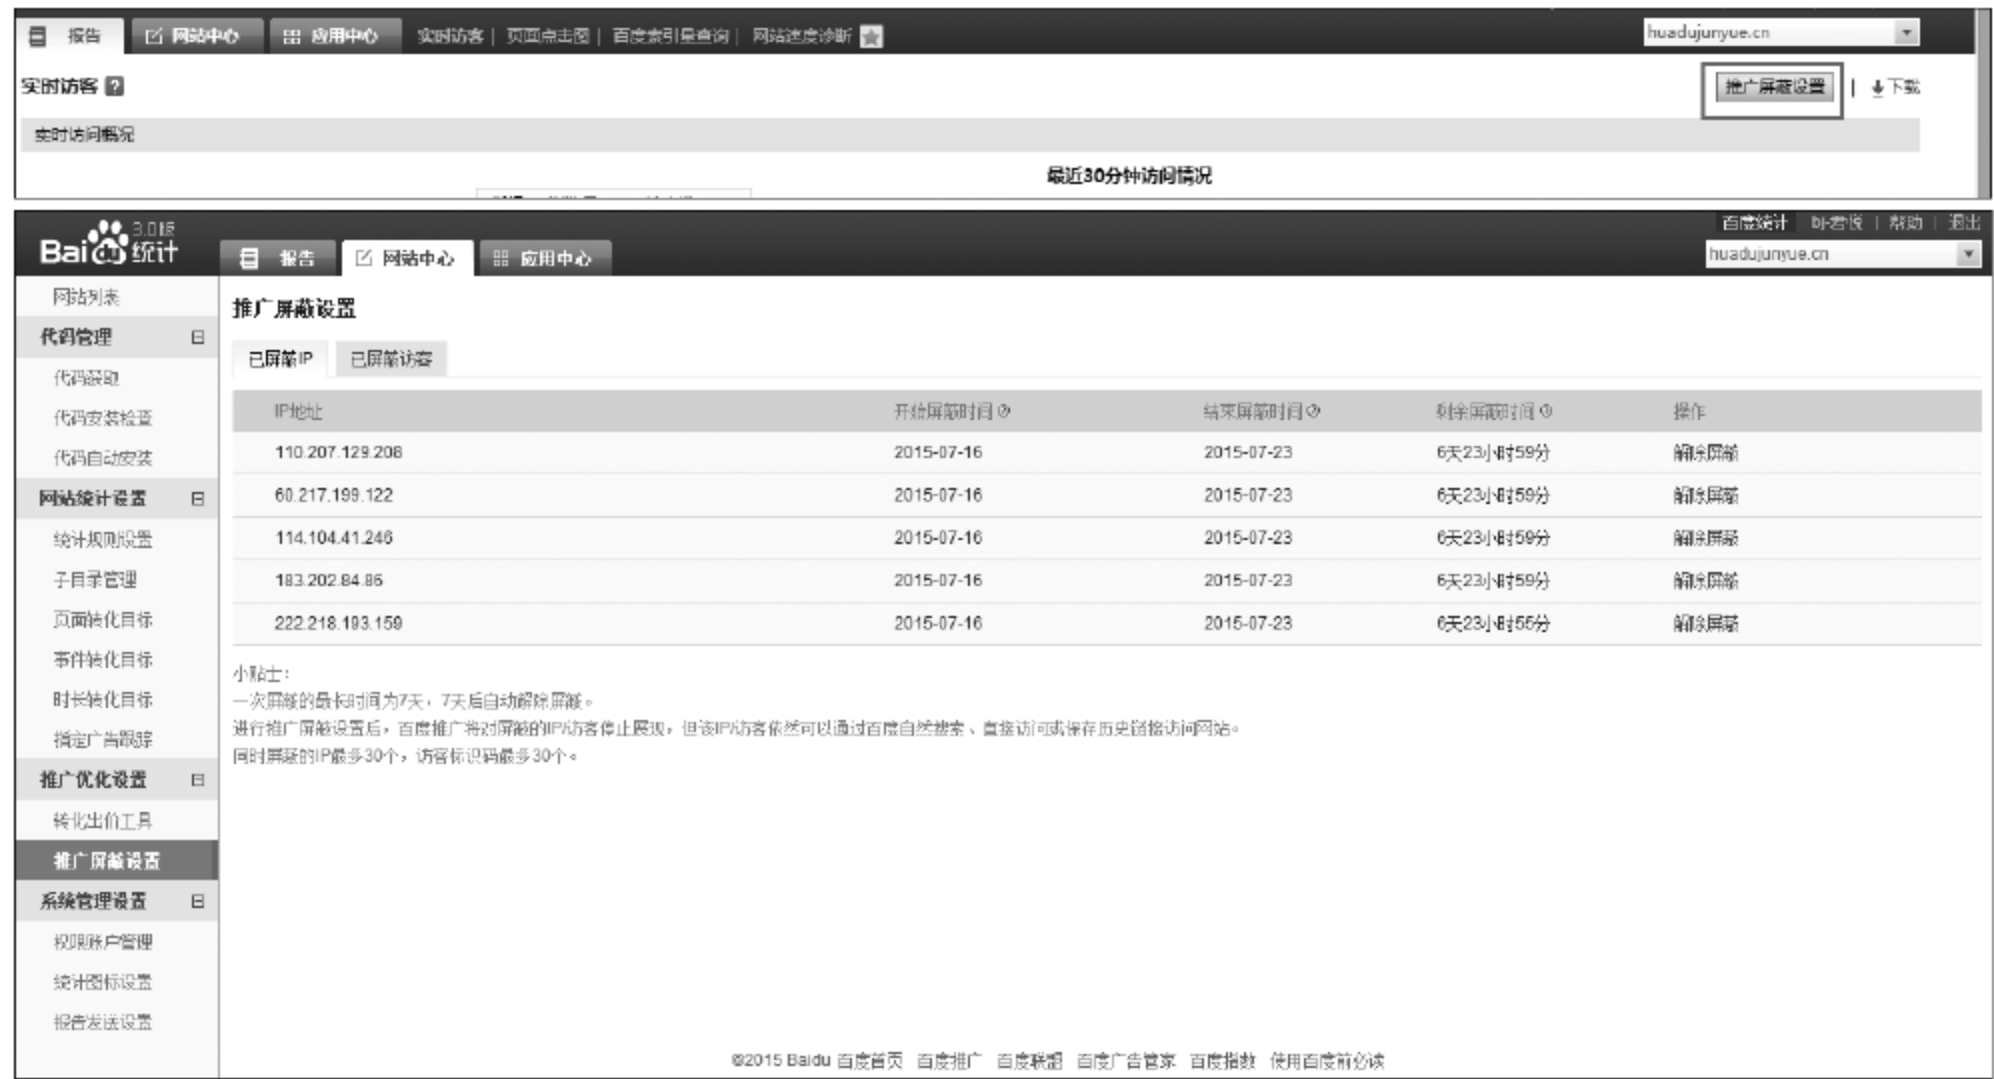 报告 网站中心 应用中心 实时访客 | 页面点击图 | 百度索引量查询 | 网站速度诊断 huadujunyue.cn
实时访客 ? 推广屏蔽设置 | 下载
实时访问概况
最近30分钟访问情况
百度统计 bj-君悦 | 帮助 | 退出
Bai du 统计 3.0版 报告 网站中心 应用中心 huadujunyue.cn
网站列表
代码管理
代码获取
代码安装检查
代码自动安装
网站统计设置
统计规则设置
子目录管理
页面转化目标
事件转化目标
时长转化目标
指定广告跟踪
推广优化设置
转化出价工具
推广屏蔽设置
系统管理设置
权限账户管理
统计图标设置
报告发送设置
推广屏蔽设置
已屏蔽IP 已屏蔽访客
IP地址 开始屏蔽时间 结束屏蔽时间 剩余屏蔽时间 操作
110.207.129.208 2015-07-16 2015-07-23 6天23小时59分 解除屏蔽
60.217.199.122 2015-07-16 2015-07-23 6天23小时59分 解除屏蔽
114.104.41.246 2015-07-16 2015-07-23 6天23小时59分 解除屏蔽
183.202.84.86 2015-07-16 2015-07-23 6天23小时59分 解除屏蔽
222.218.193.159 2015-07-16 2015-07-23 6天23小时55分 解除屏蔽
小贴士：
一次屏蔽的最长时间为7天，7天后自动解除屏蔽。
进行推广屏蔽设置后，百度推广将对屏蔽的IP/访客停止展现，但该IP/访客依然可以通过百度自然搜索、直接访问或保存历史链接访问网站。
同时屏蔽的IP最多30个，访客标识码最多30个。
©2015 Baidu 百度首页 百度推广 百度联盟 百度广告管家 百度指数 使用百度前必读